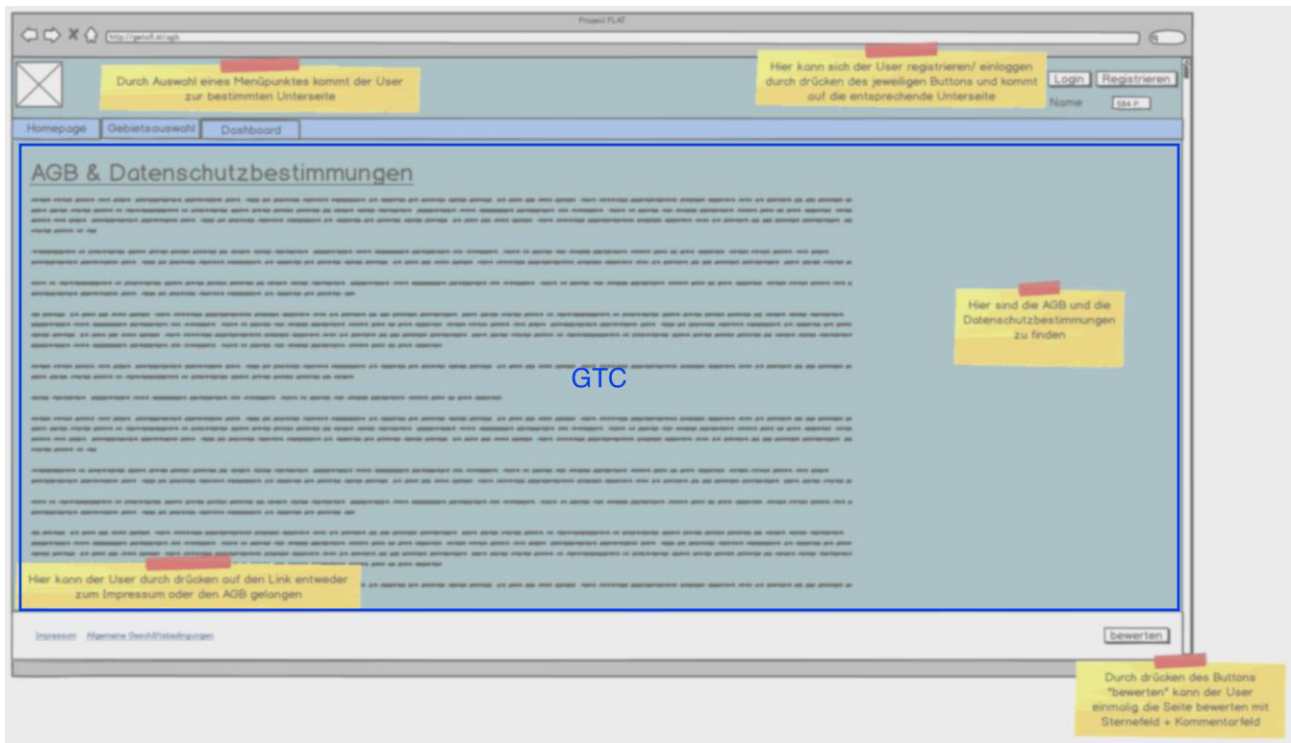 Project FLAT
Durch Auswahl eines Menüpunktes kommt der User
zur bestimmten Unterseite
Hier kann sich der User registrieren/ einloggen
durch drücken des jeweiligen Buttons und kommt
auf die entsprechende Unterseite
Login Registrieren
Name
Homepage Gebietsauswahl Dashboard
AGB & Datenschutzbestimmungen
Hier sind die AGB und die
Datenschutzbestimmungen
zu finden
GTC
Hier kann der User durch drücken auf den Link entweder
zum Impressum oder den AGB gelangen
Impressum Allgemeine Geschäftsbedingungen
bewerten
Durch drücken des Buttons
"bewerten" kann der User
einmalig die Seite bewerten mit
Sternefeld + Kommentarfeld